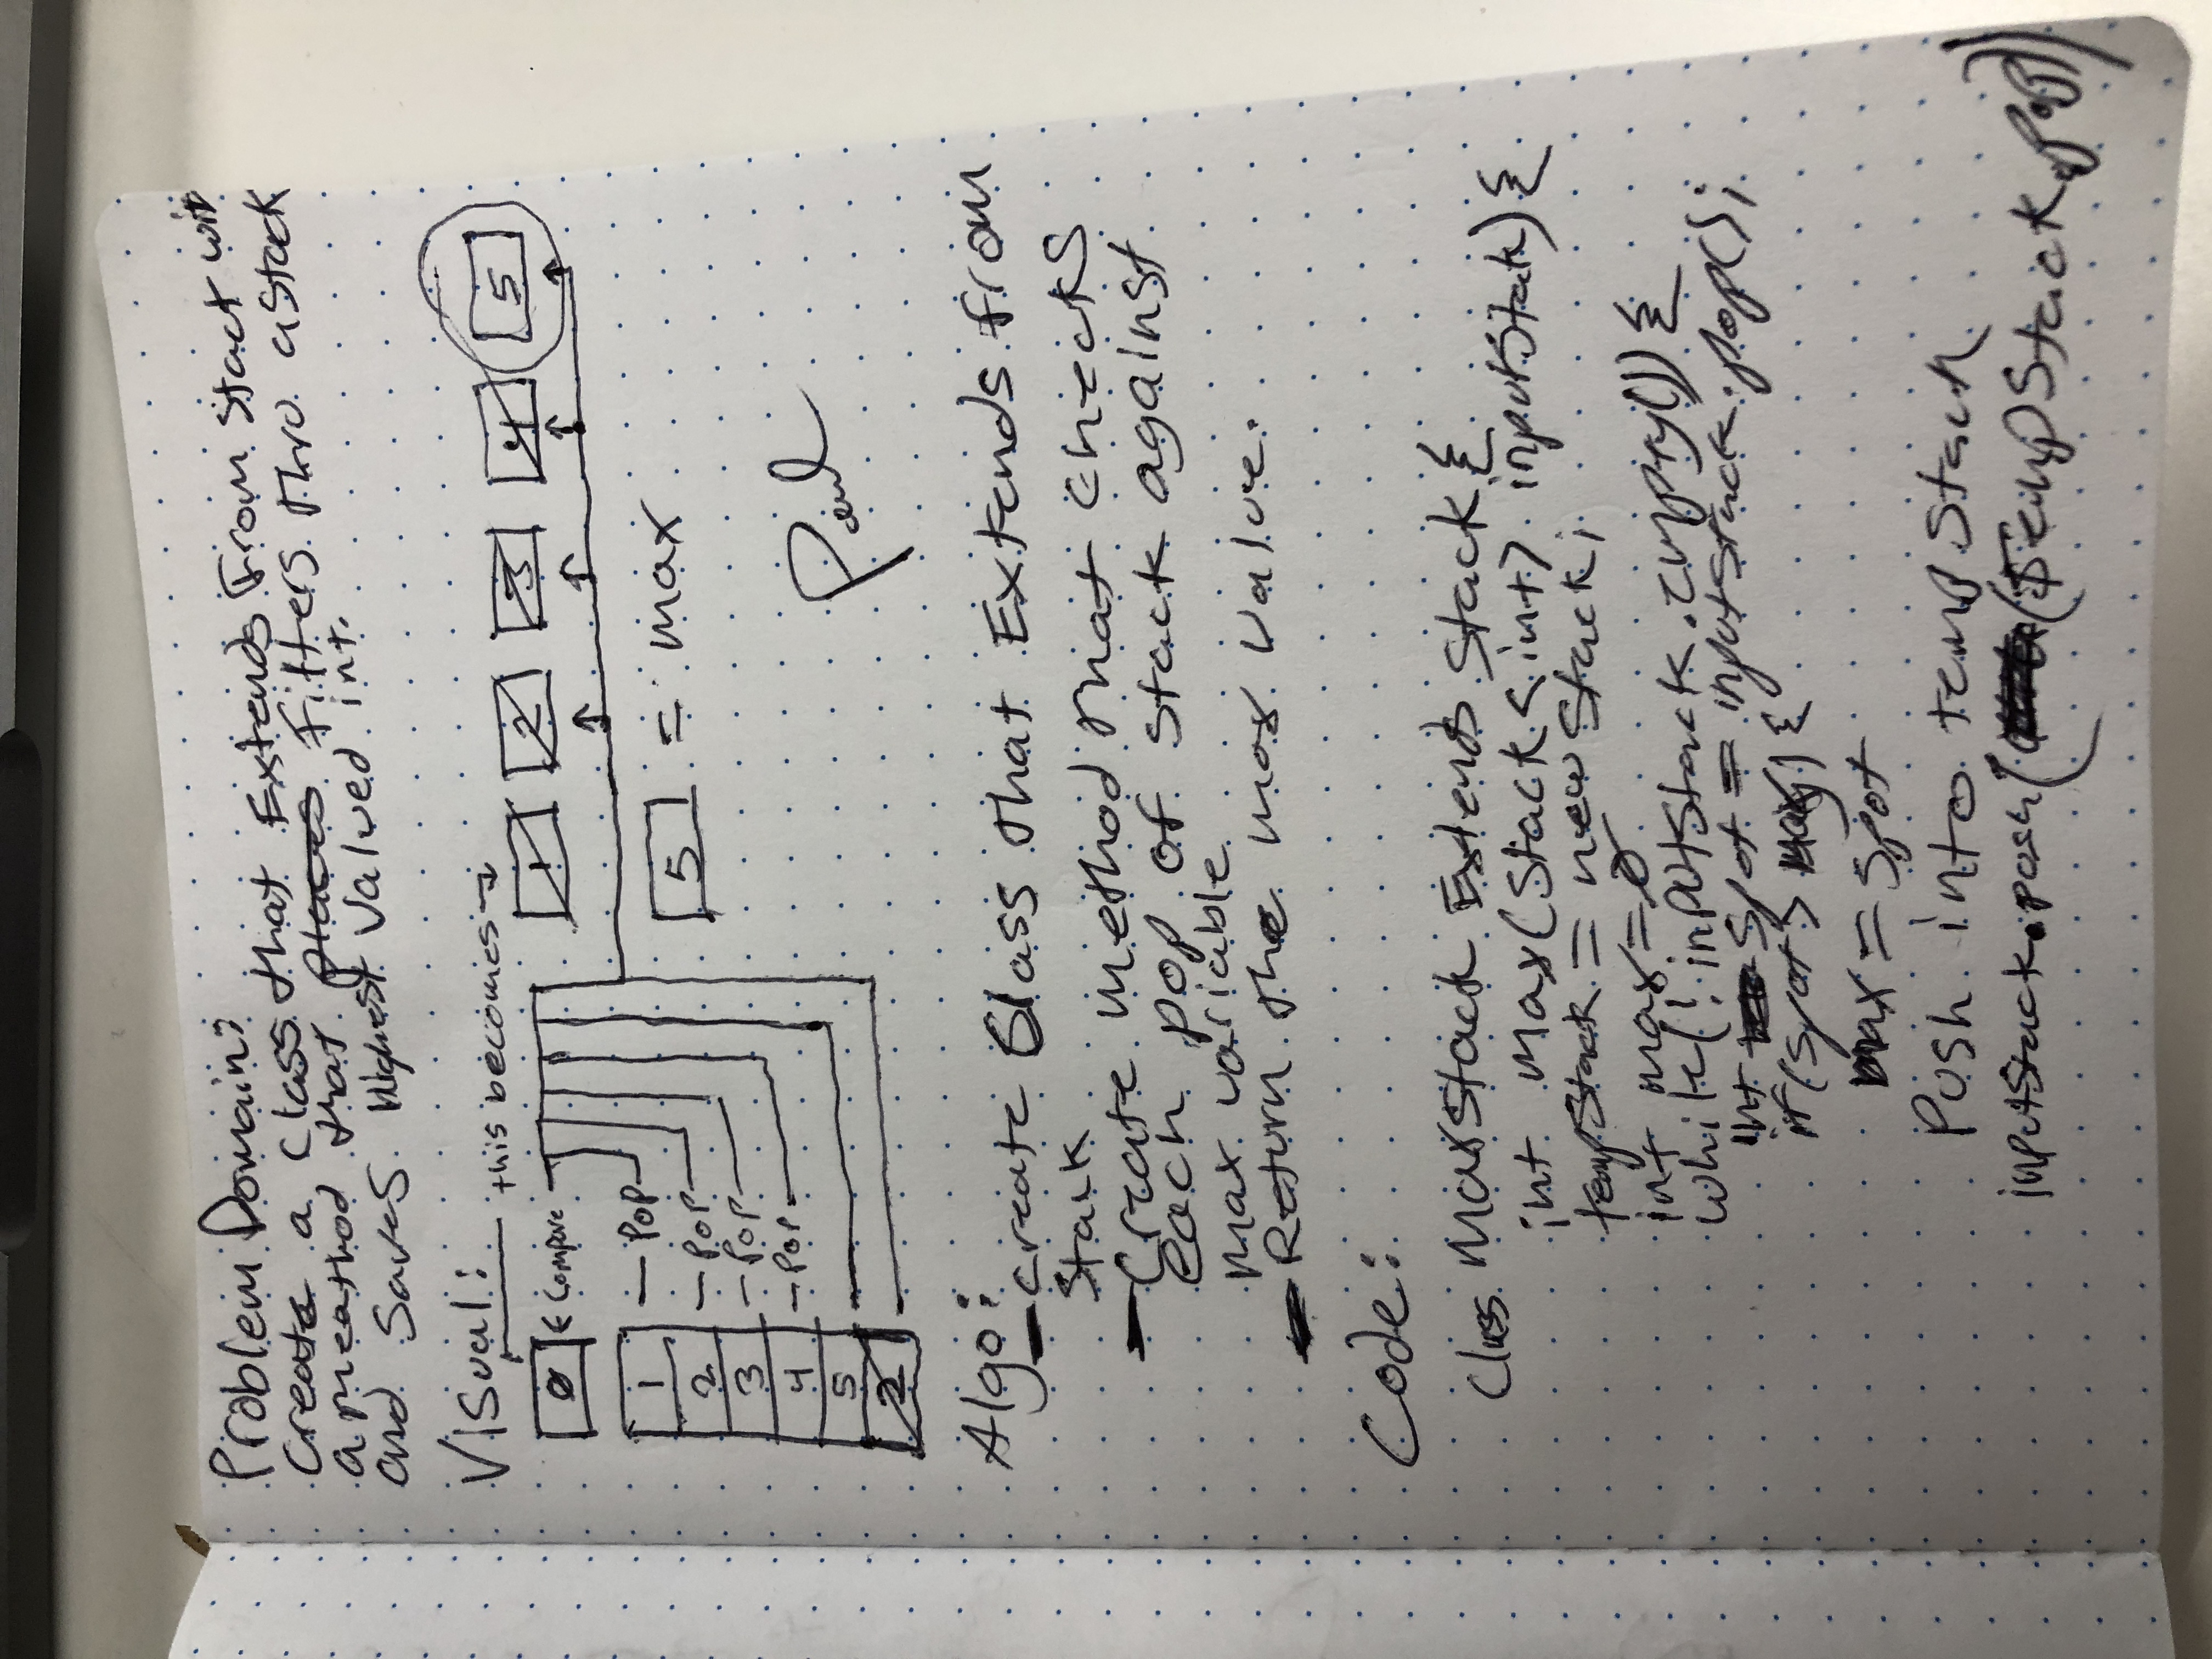 Problem Domain:
Create a Class that Extends From Stack with
a meathod that places filters thro a stack
and saves Highest Valued int.
Visual:
this becomes
0 ← Compare
1 2 3 4 5
1 - POP
2 - POP
3 - POP
4 - POP
5
2
5 = max
Paul
Algo:
- create Class that Extends from
Stack
- Create method that checks
each pop of stack against
max variable
- Return the max value.
Code:
Class MaxStack Extends Stack {
int max(Stack<int> inputStack) {
tempStack = new Stack;
int max = 0
while(! inputStack.empty()) {
int spot = inputStack.pop();
if (spot > max) {
max = spot
Push into tempStack
inputStack.push( (tempStack.pop))